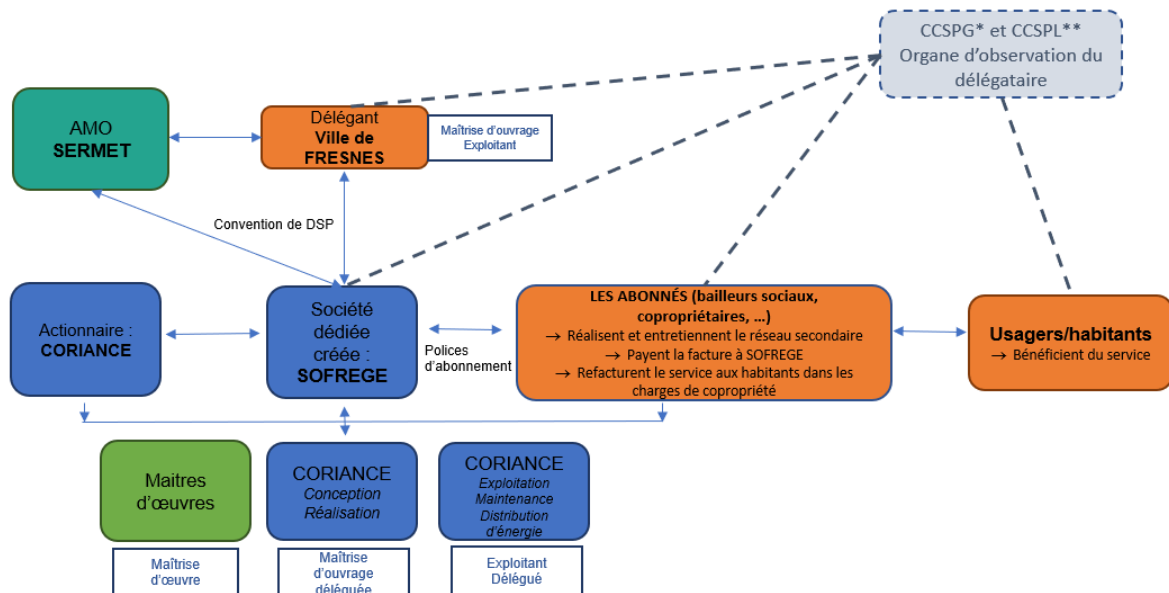 CCSPG* et CCSPL**
Organe d'observation du
délégataire
AMO
SERMET
Délégant
Ville de
FRESNES
Maîtrise d'ouvrage
Exploitant
Convention de DSP
Actionnaire :
CORIANCE
Société
dédiée
créée :
SOFREGE
Polices
d'abonnement
LES ABONNÉS (bailleurs sociaux,
copropriétaires, …)
→ Réalisent et entretiennent le réseau secondaire
→ Payent la facture à SOFREGE
→ Refacturent le service aux habitants dans les
charges de copropriété
Usagers/habitants
→ Bénéficient du service
Maitres
d'œuvres
CORIANCE
Conception
Réalisation
CORIANCE
Exploitation
Maintenance
Distribution
d'énergie
Maîtrise
d'œuvre
Maîtrise
d'ouvrage
déléguée
Exploitant
Délégué